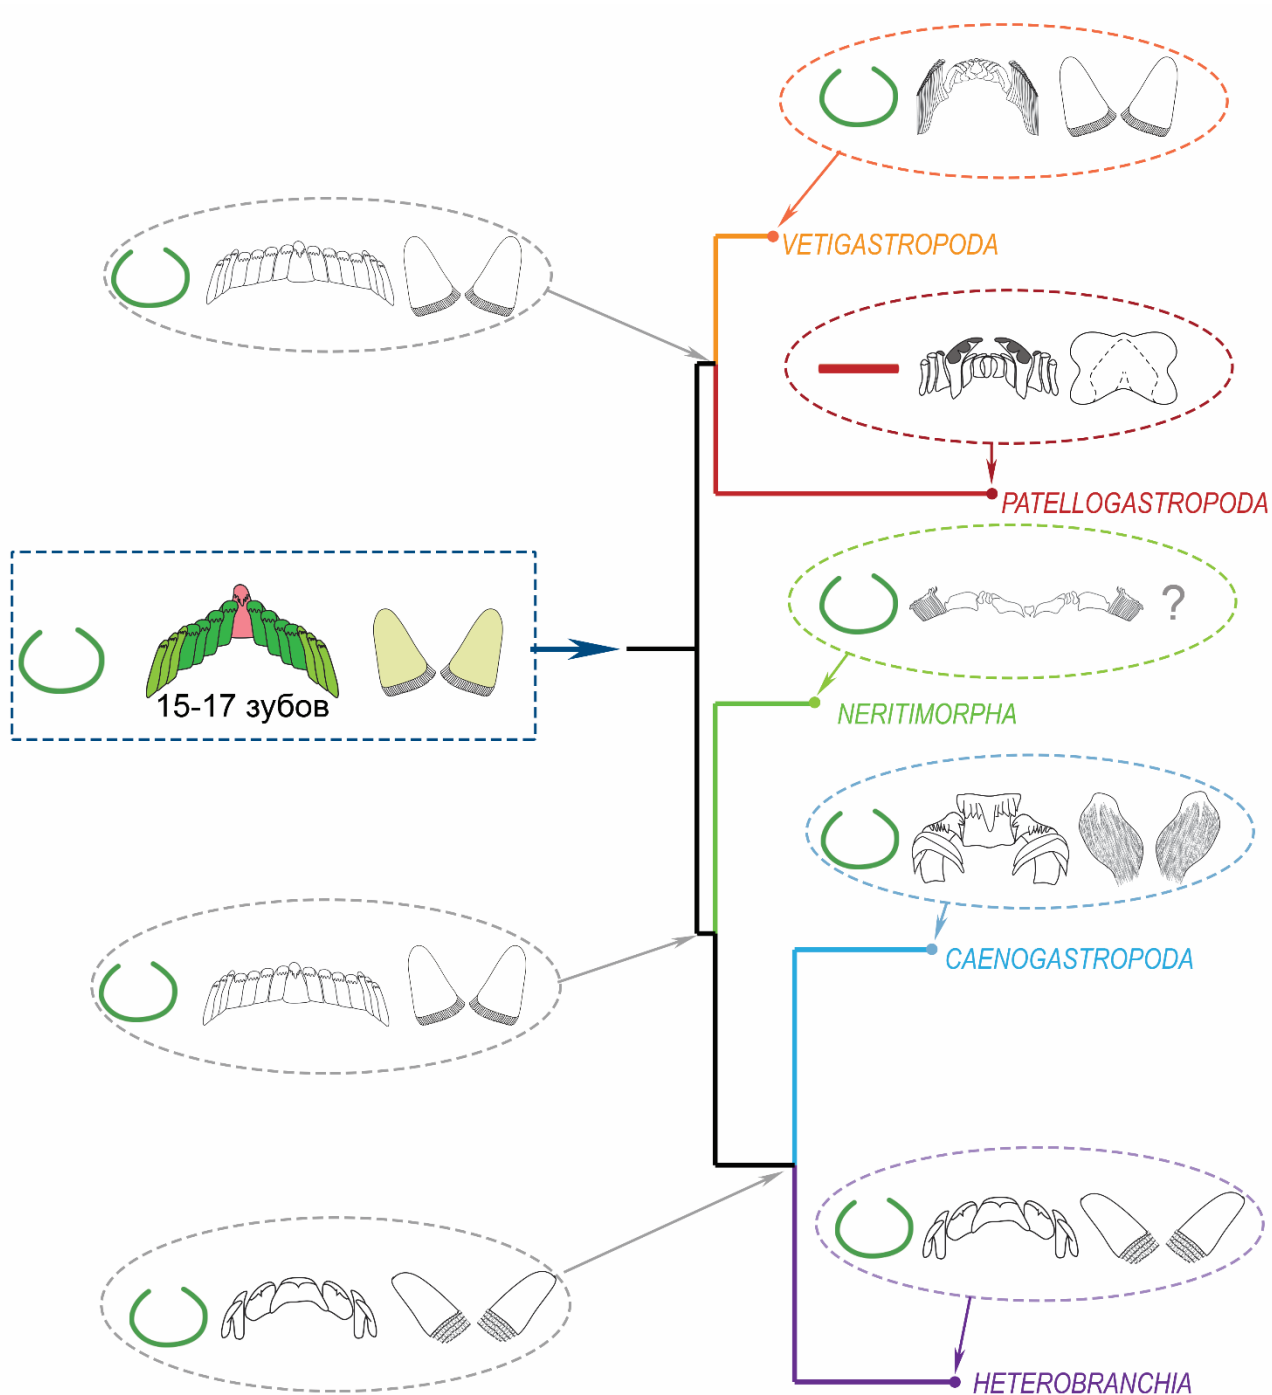 VETIGASTROPODA
PATELLOGASTROPODA
15-17 зубов
?
NERITIMORPHA
CAENOGASTROPODA
HETEROBRANCHIA